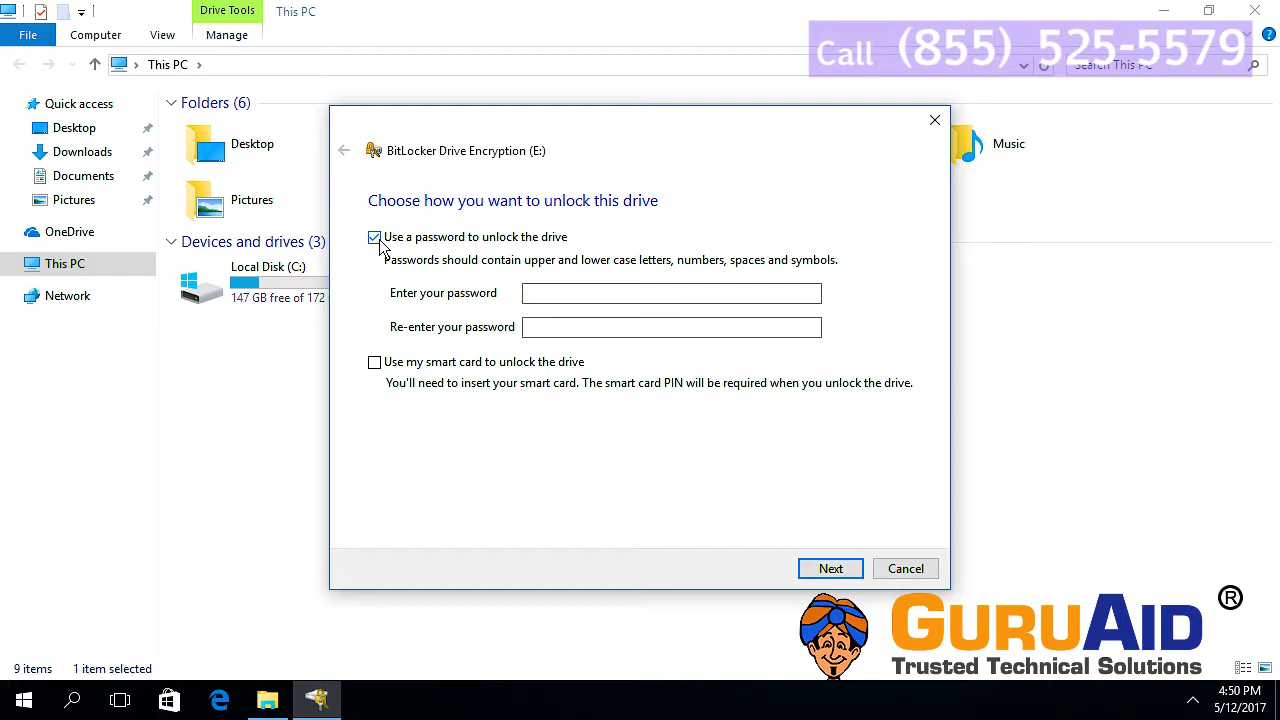 Drive Tools
This PC
File
Computer
View
Manage
Call (855) 525-5579
This PC
Search This PC
Quick access
Desktop
Downloads
Documents
Pictures
OneDrive
This PC
Network
Folders (6)
Desktop
Pictures
Music
Devices and drives (3)
Local Disk (C:)
147 GB free of 172
BitLocker Drive Encryption (E:)
Choose how you want to unlock this drive
Use a password to unlock the drive
Passwords should contain upper and lower case letters, numbers, spaces and symbols.
Enter your password
Re-enter your password
Use my smart card to unlock the drive
You'll need to insert your smart card. The smart card PIN will be required when you unlock the drive.
Next
Cancel
GURUAID ®
Trusted Technical Solutions
9 items
1 item selected
4:50 PM
5/12/2017